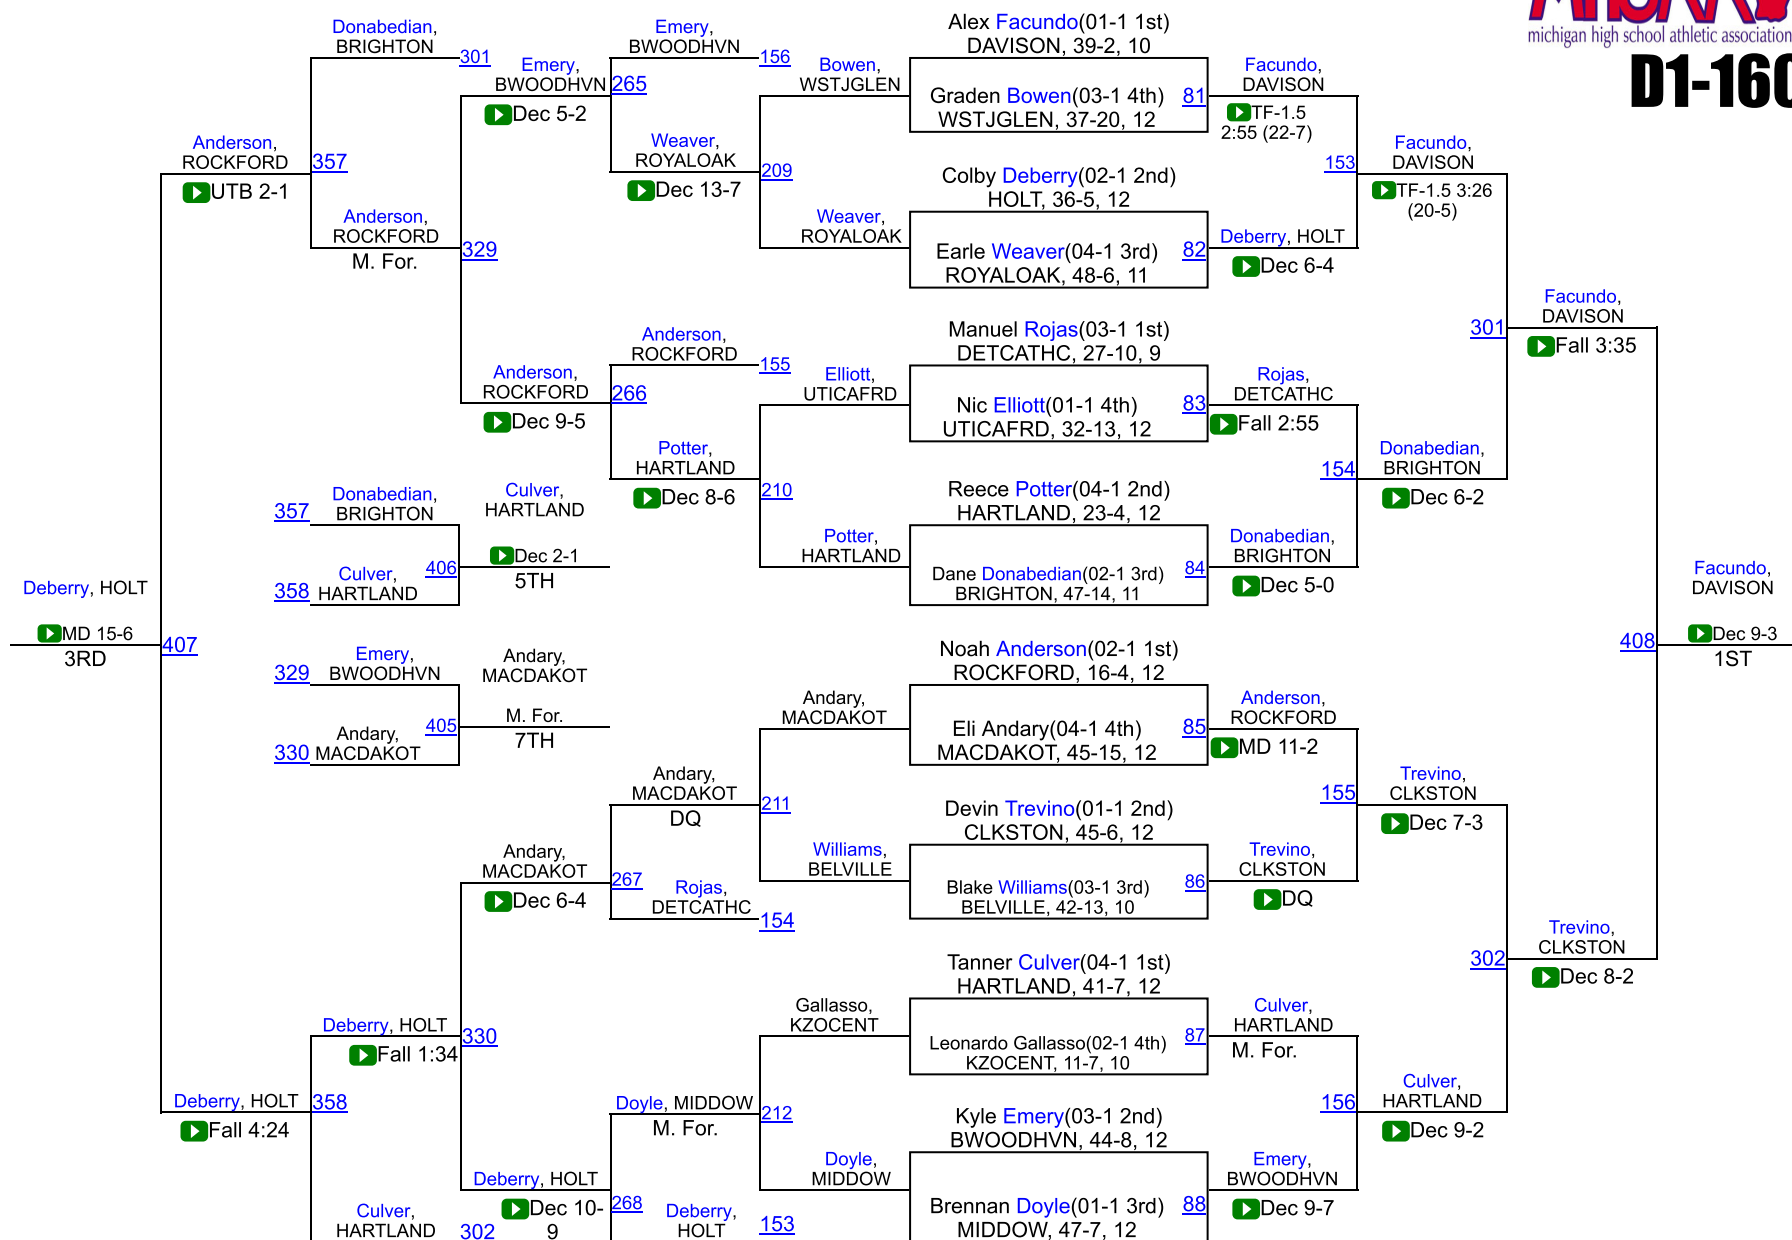 michigan high school athletic association
D1-160
Donabedian,
BRIGHTON
301
Emery,
BWOODHVN
265
Dec 5-2
Emery,
BWOODHVN
156
Weaver,
ROYALOAK
209
Dec 13-7
Anderson,
ROCKFORD
357
UTB 2-1
Anderson,
ROCKFORD
329
M. For.
Anderson,
ROCKFORD
155
Anderson,
ROCKFORD
266
Dec 9-5
Potter,
HARTLAND
210
Dec 8-6
357
Donabedian,
BRIGHTON
Culver,
HARTLAND
358
Culver,
HARTLAND
406
Dec 2-1
5TH
Deberry, HOLT
MD 15-6
407
3RD
329
Emery,
BWOODHVN
Andary,
MACDAKOT
330
Andary,
MACDAKOT
405
M. For.
7TH
Andary,
MACDAKOT
211
DQ
Andary,
MACDAKOT
267
Dec 6-4
Rojas,
DETCATHC
154
Deberry, HOLT
330
Fall 1:34
Deberry, HOLT
358
Fall 4:24
Doyle, MIDDOW
212
M. For.
Deberry, HOLT
268
Dec 10-
9
Culver,
HARTLAND
302
Deberry,
HOLT
153
Bowen,
WSTJGLEN
Weaver,
ROYALOAK
Elliott,
UTICAFRD
Potter,
HARTLAND
Andary,
MACDAKOT
Williams,
BELVILLE
Gallasso,
KZOCENT
Doyle,
MIDDOW
Alex Facundo(01-1 1st)
DAVISON, 39-2, 10
Graden Bowen(03-1 4th)
WSTJGLEN, 37-20, 12
81
Colby Deberry(02-1 2nd)
HOLT, 36-5, 12
Earle Weaver(04-1 3rd)
ROYALOAK, 48-6, 11
82
Manuel Rojas(03-1 1st)
DETCATHC, 27-10, 9
Nic Elliott(01-1 4th)
UTICAFRD, 32-13, 12
83
Reece Potter(04-1 2nd)
HARTLAND, 23-4, 12
Dane Donabedian(02-1 3rd)
BRIGHTON, 47-14, 11
84
Noah Anderson(02-1 1st)
ROCKFORD, 16-4, 12
Eli Andary(04-1 4th)
MACDAKOT, 45-15, 12
85
Devin Trevino(01-1 2nd)
CLKSTON, 45-6, 12
Blake Williams(03-1 3rd)
BELVILLE, 42-13, 10
86
Tanner Culver(04-1 1st)
HARTLAND, 41-7, 12
Leonardo Gallasso(02-1 4th)
KZOCENT, 11-7, 10
87
Kyle Emery(03-1 2nd)
BWOODHVN, 44-8, 12
Brennan Doyle(01-1 3rd)
MIDDOW, 47-7, 12
88
Facundo,
DAVISON
TF-1.5
2:55 (22-7)
153
Deberry, HOLT
Dec 6-4
Rojas,
DETCATHC
Fall 2:55
154
Donabedian,
BRIGHTON
Dec 5-0
Anderson,
ROCKFORD
MD 11-2
155
Trevino,
CLKSTON
DQ
Culver,
HARTLAND
M. For.
156
Emery,
BWOODHVN
Dec 9-7
Facundo,
DAVISON
TF-1.5 3:26
(20-5)
301
Donabedian,
BRIGHTON
Dec 6-2
Trevino,
CLKSTON
Dec 7-3
302
Culver,
HARTLAND
Dec 9-2
Facundo,
DAVISON
Fall 3:35
408
Trevino,
CLKSTON
Dec 8-2
Facundo,
DAVISON
Dec 9-3
1ST